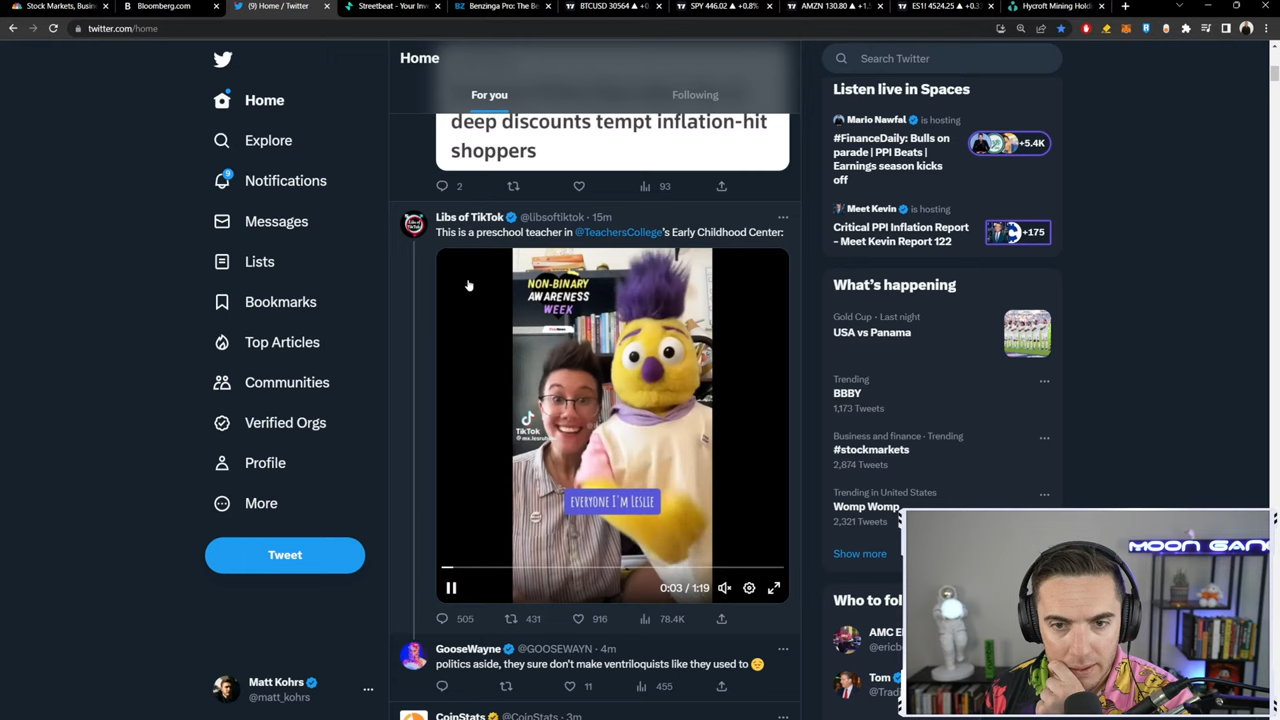 Stock Markets, Busin
Bloomberg.com
(9) Home / Twitter
Streetbeat - Your Inv
Benzinga Pro: The Be
BTCUSD 30564 ▲ +0
SPY 446.02 ▲ +0.8%
AMZN 130.80 ▲ +1.
ES1! 4524.25 ▲ +0.3
Hycroft Mining Hold
twitter.com/home
Home
For you
Following
Home
Explore
9
Notifications
Messages
Lists
Bookmarks
Top Articles
Communities
Verified Orgs
Profile
More
Tweet
Matt Kohrs
@matt_kohrs
deep discounts tempt inflation-hit
shoppers
2
93
Libs of TikTok @libsoftiktok · 15m
This is a preschool teacher in @TeachersCollege's Early Childhood Center:
NON-BINARY
AWARENESS
WEEK
TikTok
EVERYONE I'M LESLIE
0:03 / 1:19
505
431
916
78.4K
GooseWayne @GOOSEWAYN · 4m
politics aside, they sure don't make ventriloquists like they used to 😔
11
455
CoinStats @CoinStats · 3m
Search Twitter
Listen live in Spaces
Mario Nawfal is hosting
#FinanceDaily: Bulls on
parade | PPI Beats |
Earnings season kicks
off
+5.4K
Meet Kevin is hosting
Critical PPI Inflation Report
- Meet Kevin Report 122
+175
What's happening
Gold Cup · Last night
USA vs Panama
Trending
BBBY
1,173 Tweets
Business and finance · Trending
#stockmarkets
2,874 Tweets
Trending in United States
Womp Womp
2,321 Tweets
Show more
Who to fol
AMC E
@ericb
Tom
@Trad
MOON GANG